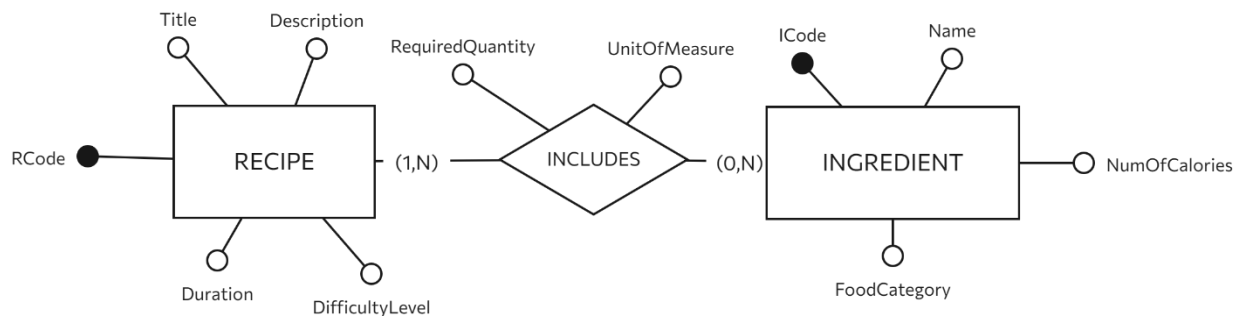 Title
Description
RequiredQuantity
UnitOfMeasure
ICode
Name
RCode
RECIPE
(1,N)
INCLUDES
(0,N)
INGREDIENT
NumOfCalories
Duration
DifficultyLevel
FoodCategory